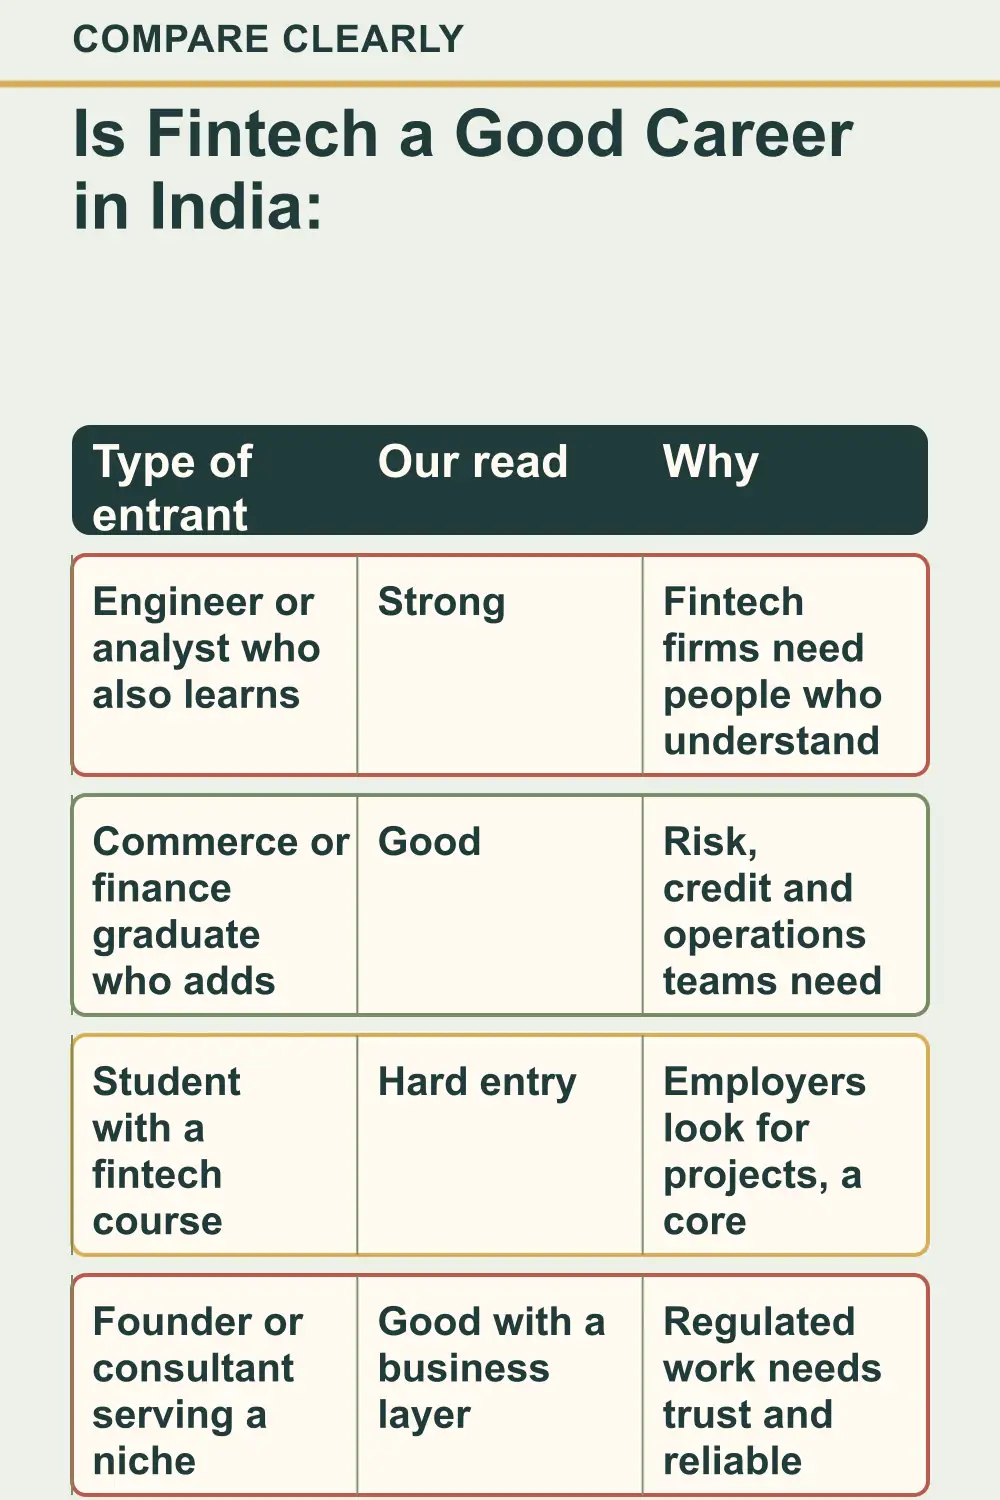 COMPARE CLEARLY
Is Fintech a Good Career
in India:
Type of
entrant
Our read
Why
Engineer or
analyst who
also learns
Strong
Fintech
firms need
people who
understand
Commerce or
finance
graduate
who adds
Good
Risk,
credit and
operations
teams need
Student
with a
fintech
course
Hard entry
Employers
look for
projects, a
core
Founder or
consultant
serving a
niche
Good with a
business
layer
Regulated
work needs
trust and
reliable